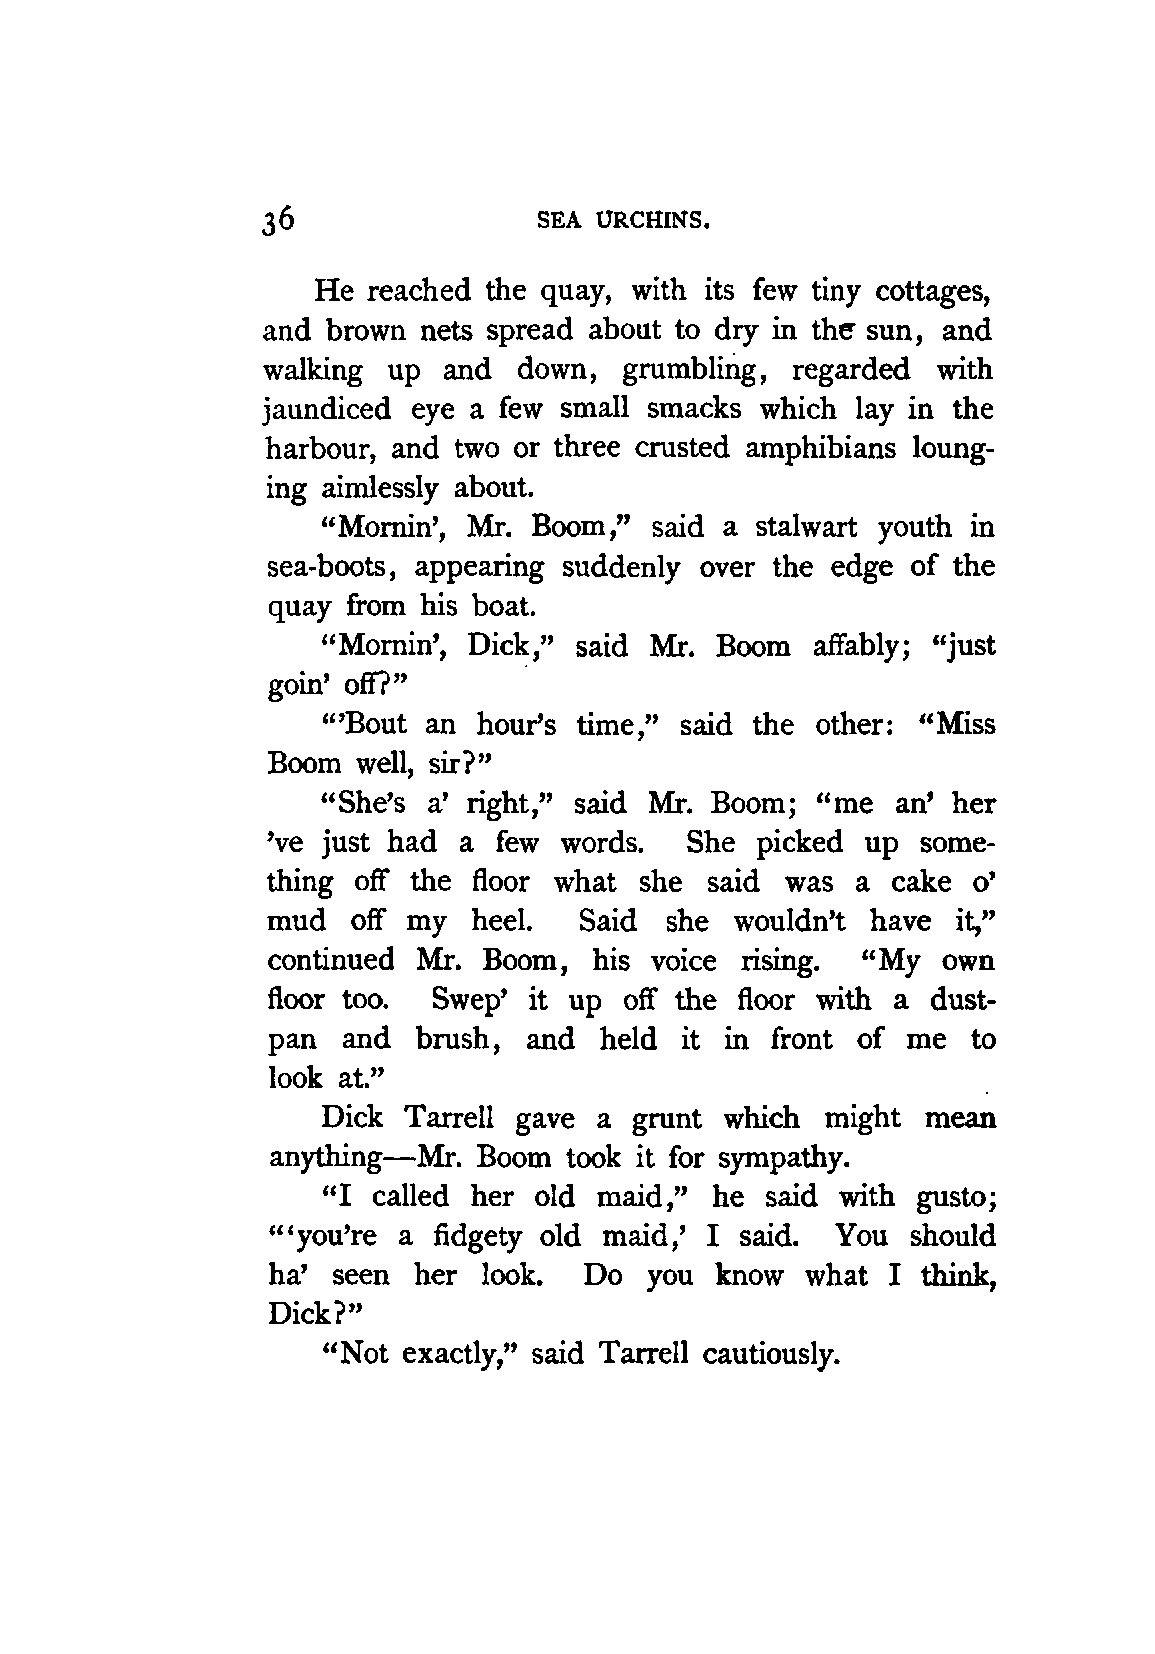 36 SEA URCHINS.
He reached the quay, with its few tiny cottages,
and brown nets spread about to dry in the sun, and
walking up and down, grumbling, regarded with
jaundiced eye a few small smacks which lay in the
harbour, and two or three crusted amphibians loung-
ing aimlessly about.
“Mornin’, Mr. Boom,” said a stalwart youth in
sea-boots, appearing suddenly over the edge of the
quay from his boat.
“Mornin’, Dick,” said Mr. Boom affably; “just
goin’ off?”
“’Bout an hour’s time,” said the other: “Miss
Boom well, sir?”
“She’s a’ right,” said Mr. Boom; “me an’ her
’ve just had a few words. She picked up some-
thing off the floor what she said was a cake o’
mud off my heel. Said she wouldn’t have it,”
continued Mr. Boom, his voice rising. “My own
floor too. Swep’ it up off the floor with a dust-
pan and brush, and held it in front of me to
look at.”
Dick Tarrell gave a grunt which might mean
anything—Mr. Boom took it for sympathy.
“I called her old maid,” he said with gusto;
“‘you’re a fidgety old maid,’ I said. You should
ha’ seen her look. Do you know what I think,
Dick?”
“Not exactly,” said Tarrell cautiously.